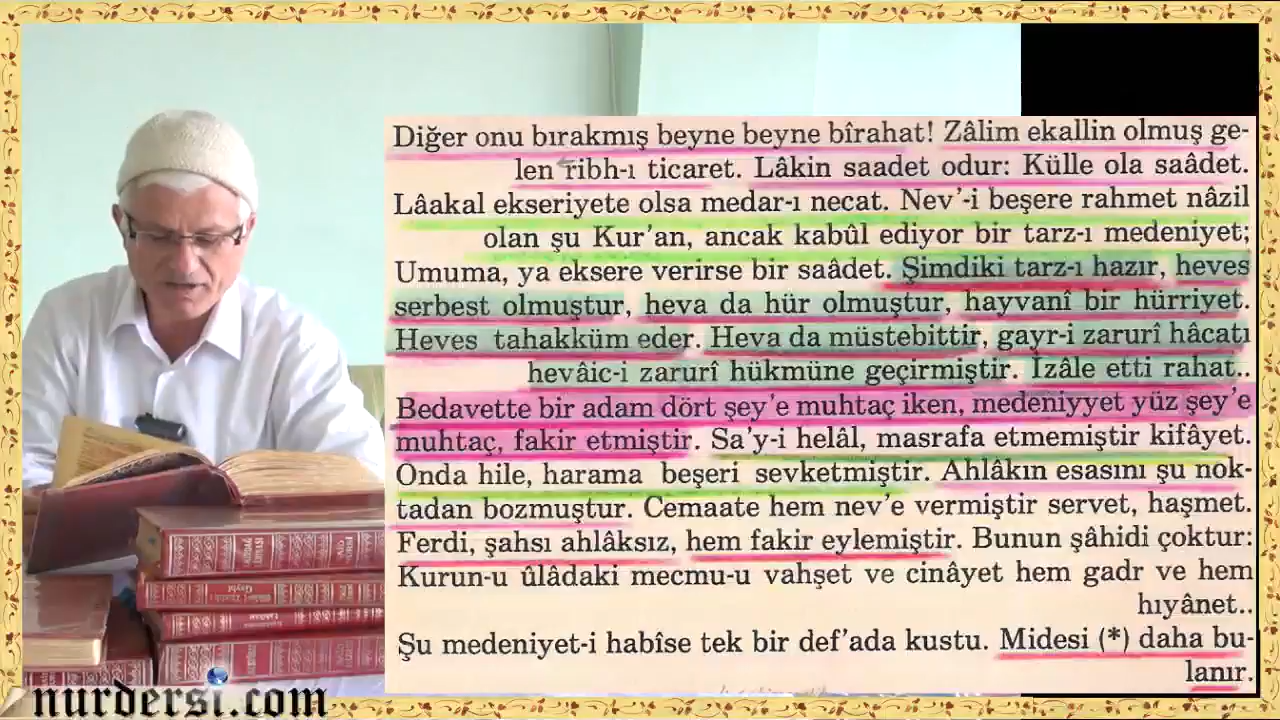 Diğer onu bırakmış beyne beyne bîrahat! Zâlim ekallin olmuş ge-
len ribh-ı ticaret. Lâkin saadet odur: Külle ola saâdet.
Lâakal ekseriyete olsa medar-ı necat. Nev'-i beşere rahmet nâzil
olan şu Kur'an, ancak kabûl ediyor bir tarz-ı medeniyet;
Umuma, ya eksere verirse bir saâdet. Şimdiki tarz-ı hazır, heves
serbest olmuştur, heva da hür olmuştur, hayvanî bir hürriyet.
Heves tahakküm eder. Heva da müstebittir, gayr-i zarurî hâcatı
hevâic-i zarurî hükmüne geçirmiştir. İzâle etti rahat..
Bedavette bir adam dört şey'e muhtaç iken, medeniyyet yüz şey'e
muhtaç, fakir etmiştir. Sa'y-i helâl, masrafa etmemiştir kifâyet.
Onda hile, harama beşeri sevketmiştir. Ahlâkın esasını şu nok-
tadan bozmuştur. Cemaate hem nev'e vermiştir servet, haşmet.
Ferdi, şahsı ahlâksız, hem fakir eylemiştir. Bunun şâhidi çoktur:
Kurun-u ûlâdaki mecmu-u vahşet ve cinâyet hem gadr ve hem
hıyânet..
Şu medeniyet-i habîse tek bir def'ada kustu. Midesi (*) daha bu-
lanır.
nurdersi.com